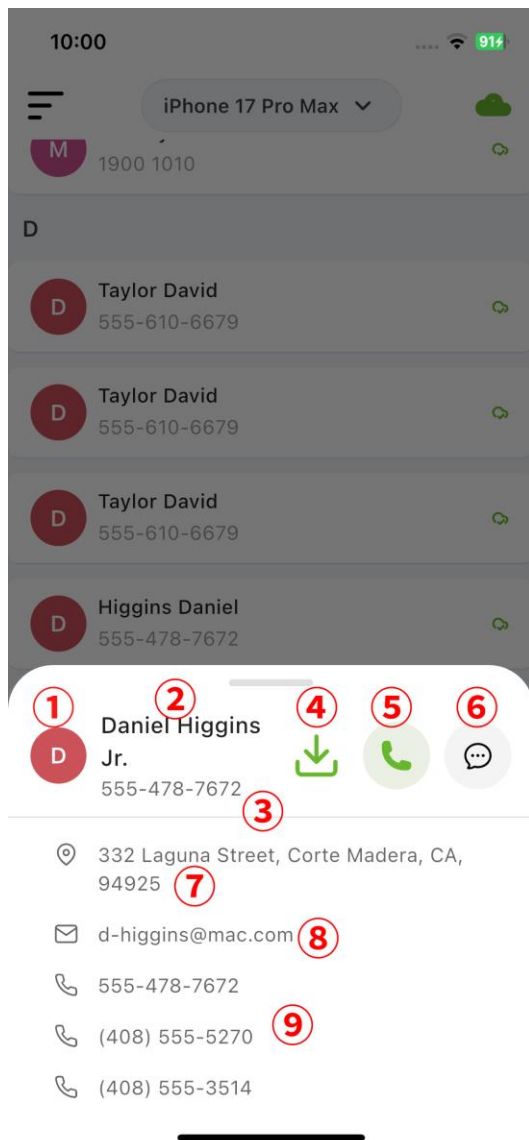 10:00
91
iPhone 17 Pro Max
M
1900 1010
D
Taylor David
D
555-610-6679
Taylor David
D
555-610-6679
Taylor David
D
555-610-6679
Higgins Daniel
D
555-478-7672
① ② ④ ⑤ ⑥
Daniel Higgins
D Jr.
555-478-7672
③
332 Laguna Street, Corte Madera, CA,
94925 ⑦
d-higgins@mac.com ⑧
555-478-7672
(408) 555-5270 ⑨
(408) 555-3514